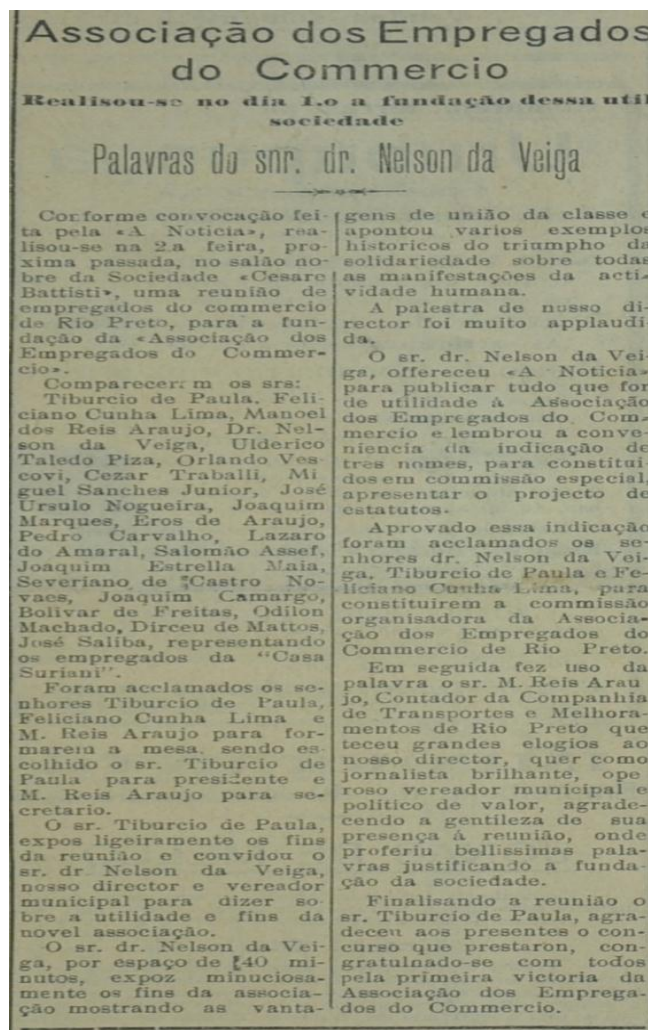 Associação dos Empregados
do Commercio
Realisou-se no dia 1.o a fundação dessa util
sociedade
Palavras do snr. dr. Nelson da Veiga
Conforme convocação fei-
ta pela «A Noticia», rea-
lisou-se na 2.a feira, pro-
xima passada, no salão no-
bre da Sociedade «Cesare
Battisti», uma reunião de
empregados do commercio
de Rio Preto, para a fun-
dação da «Associação dos
Empregados do Commer-
cio».
Compareceram os srs:
Tiburcio de Paula, Feli-
ciano Cunha Lima, Manoel
dos Reis Araujo, Dr. Nel-
son da Veiga, Ulderico
Taledo Piza, Orlando Ves-
covi, Cezar Traballi, Mi
guel Sanches Junior, José
Ursulo Nogueira, Joaquim
Marques, Eros de Araujo,
Pedro Carvalho, Lazaro
do Amaral, Salomão Assef,
Joaquim Estrella Maia,
Severiano de Castro No-
vaes, Joaquim Camargo,
Bolivar de Freitas, Odilon
Machado, Dirceu de Mattos,
José Saliba, representando
os empregados da "Casa
Suriani".
Foram acclamados os se-
nhores Tiburcio de Paula,
Feliciano Cunha Lima e
M. Reis Araujo para for-
marem a mesa, sendo es-
colhido o sr. Tiburcio de
Paula para presidente e
M. Reis Araujo para se-
cretario.
O sr. Tiburcio de Paula,
expos ligeiramente os fins
da reunião e convidou o
sr. dr Nelson da Veiga,
nosso director e vereador
municipal para dizer so-
bre a utilidade e fins da
novel associação.
O sr. dr. Nelson da Vei-
ga, por espaço de 40 mi-
nutos, expoz minuciosa-
mente os fins da associa-
ção mostrando as vanta-
gens de união da classe e
apontou varios exemplos
historicos do triumpho da
solidariedade sobre todas
as manifestações da acti-
vidade humana.
A palestra de nosso di-
rector foi muito applaudi-
da.
O sr. dr. Nelson da Vei-
ga, offereceu «A Noticia»
para publicar tudo que for
de utilidade á Associação
dos Empregados do Com-
mercio e lembrou a conve-
niencia da indicação de
tres nomes, para constitui-
dos em commissão especial,
apresentar o projecto de
estatutos.
Aprovado essa indicação
foram acclamados os se-
nhores dr. Nelson da Vei-
ga, Tiburcio de Paula e Fe-
liciano Cunha Lima, para
constituirem a commissão
organisadora da Associa-
ção dos Empregados do
Commercio de Rio Preto.
Em seguida fez uso da
palavra o sr. M. Reis Arau
jo, Contador da Companhia
de Transportes e Melhora-
mentos de Rio Preto que
teceu grandes elogios ao
nosso director, quer como
jornalista brilhante, ope
roso vereador municipal e
politico de valor, agrade-
cendo a gentileza de sua
presença á reunião, onde
proferiu bellissimas pala-
vras justificando a funda-
ção da sociedade.
Finalisando a reunião o
sr. Tiburcio de Paula, agra-
deceu aos presentes o con-
curso que prestaron, con-
gratulnado-se com todos
pela primeira victoria da
Associação dos Emprega-
dos do Commercio.